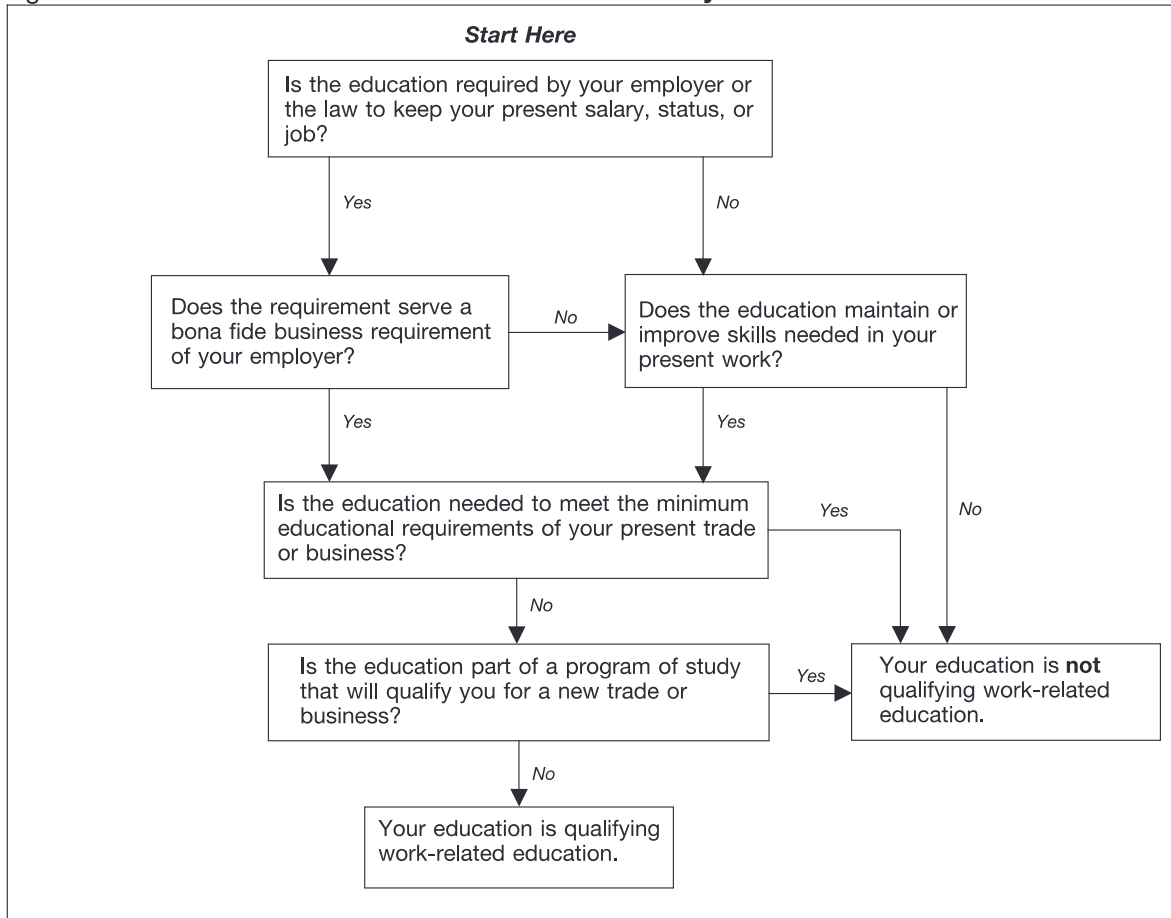 Start Here
Is the education required by your employer or
the law to keep your present salary, status, or
job?
Yes
No
Does the requirement serve a
bona fide business requirement
of your employer?
No
Does the education maintain or
improve skills needed in your
present work?
Yes
Yes
No
Is the education needed to meet the minimum
educational requirements of your present trade
or business?
Yes
No
Is the education part of a program of study
that will qualify you for a new trade or
business?
Yes
Your education is not
qualifying work-related
education.
No
Your education is qualifying
work-related education.